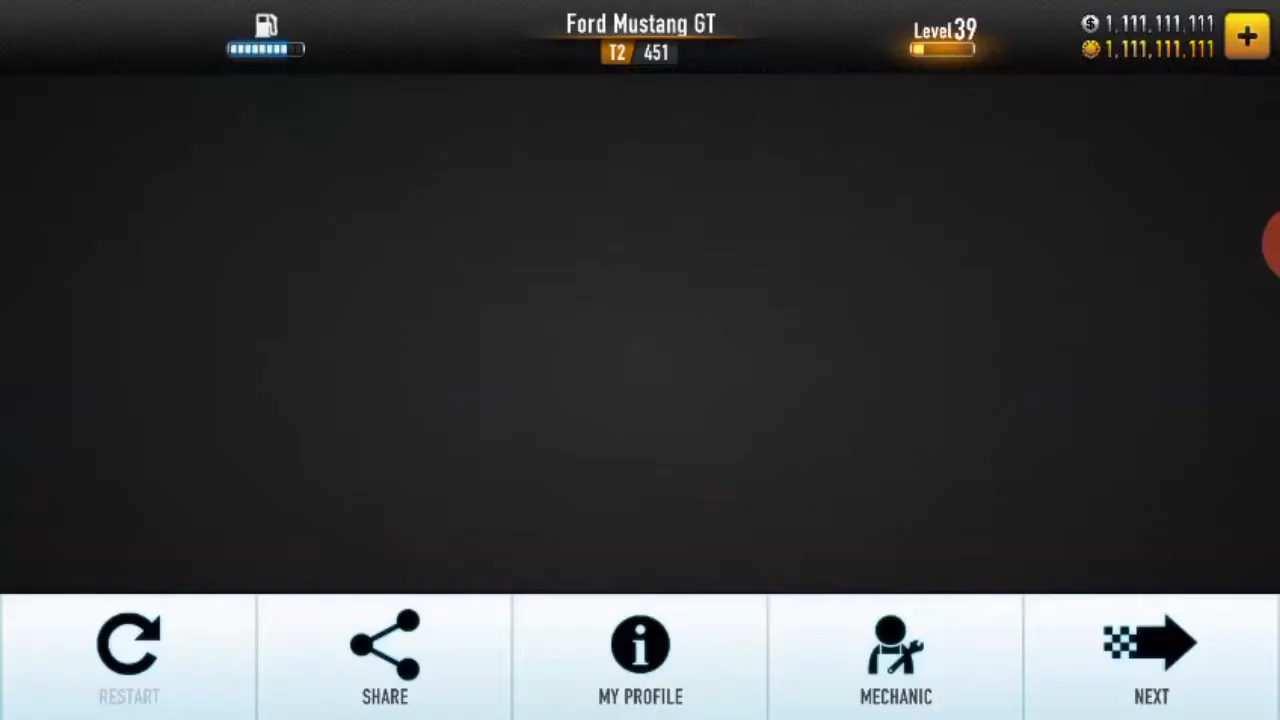 Ford Mustang GT
T2 451
Level 39
1,111,111,111
1,111,111,111
RESTART
SHARE
MY PROFILE
MECHANIC
NEXT